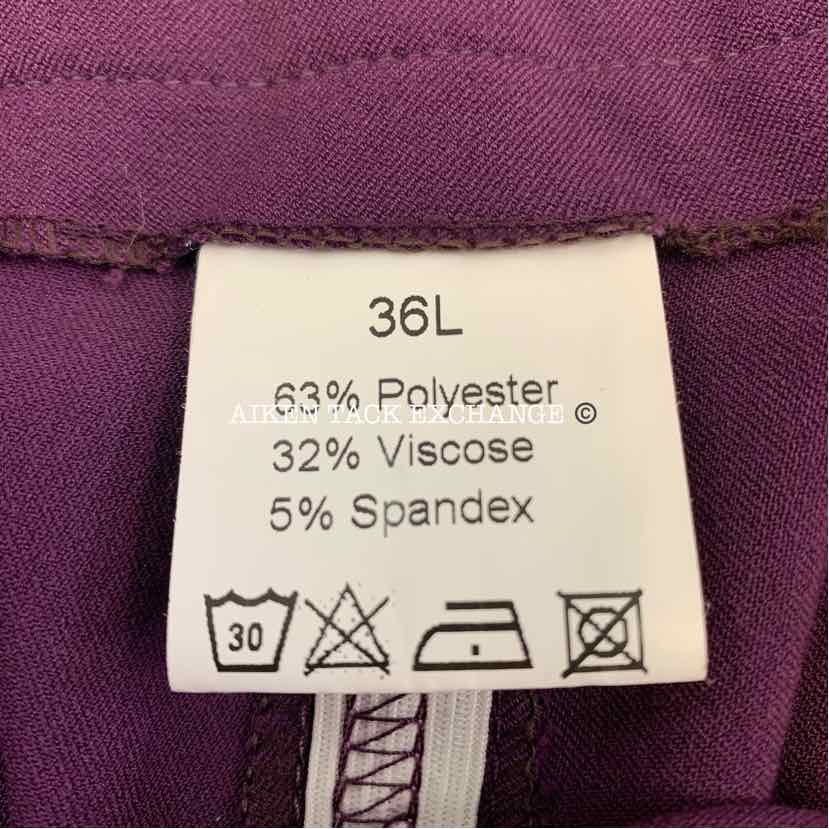 36L
63% Polyester
AIKEN TACK EXCHANGE ©
32% Viscose
5% Spandex
30